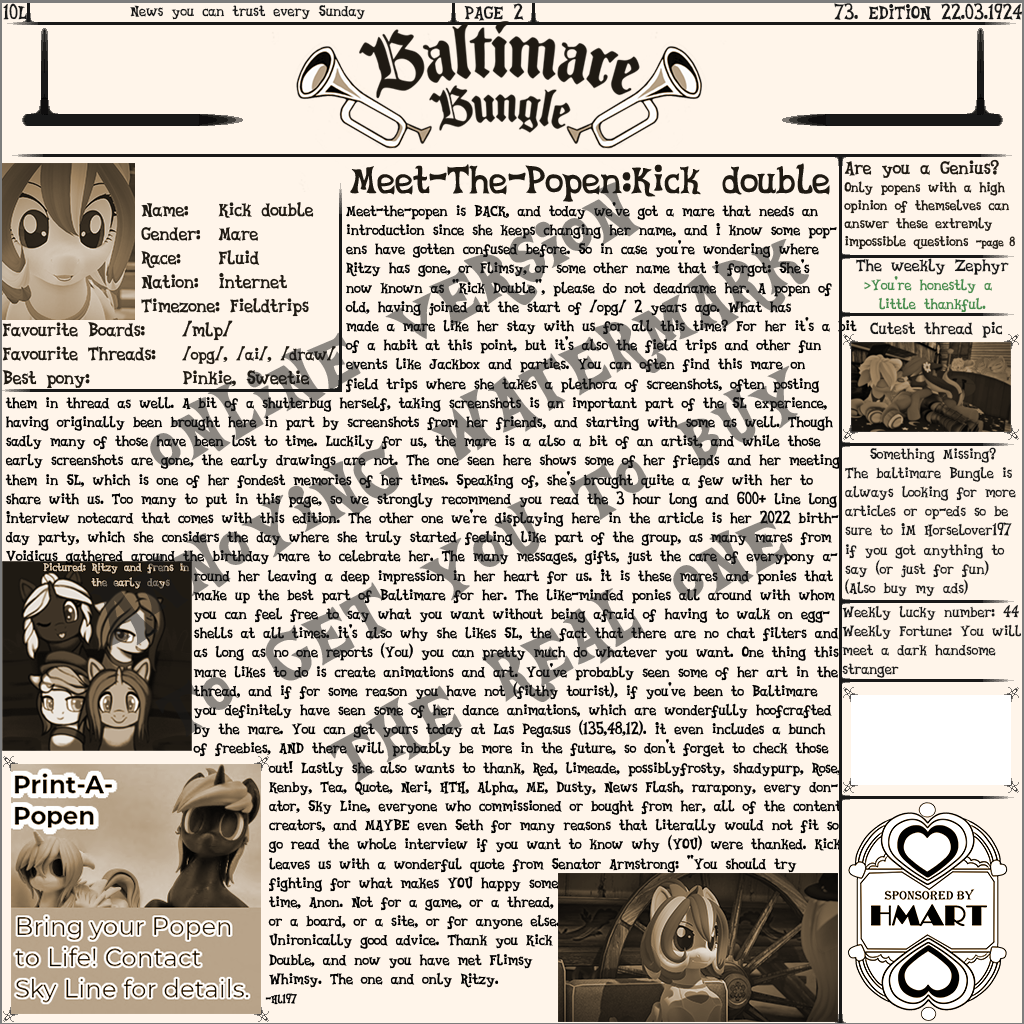 10L
News you can trust every Sunday
PAGE 2
73. EDITION 22.03.1924
Baltimare
Bungle
Name: Kick double
Gender: Mare
Race: Fluid
Nation: internet
Timezone: Fieldtrips
Favourite Boards: /mlp/
Favourite Threads: /opg/, /ai/, /draw/
Best pony: Pinkie, Sweetie
Meet-The-Popen:Kick double
Meet-the-popen is BACK, and today we've got a mare that needs an
introduction since she keeps changing her name, and i know some pop-
ens have gotten confused before. So in case you're wondering where
Ritzy has gone, or Flimsy, or some other name that i forgot: She's
now known as "Kick Double", please do not deadname her. A popen of
old, having joined at the start of /opg/ 2 years ago. What has
made a mare like her stay with us for all this time? For her it's a bit
of a habit at this point, but it's also the field trips and other fun
events like Jackbox and parties. You can often find this mare on
field trips where she takes a plethora of screenshots, often posting
them in thread as well. A bit of a shutterbug herself, taking screenshots is an important part of the SL experience,
having originally been brought here in part by screenshots from her friends, and starting with some as well. Though
sadly many of those have been lost to time. Luckily for us, the mare is a also a bit of an artist, and while those
early screenshots are gone, the early drawings are not. The one seen here shows some of her friends and her meeting
them in SL, which is one of her fondest memories of her times. Speaking of, she's brought quite a few with her to
share with us. Too many to put in this page, so we strongly recommend you read the 3 hour long and 600+ Line Long
interview notecard that comes with this edition. The other one we're displaying here in the article is her 2022 birth-
day party, which she considers the day where she truly started feeling like part of the group, as many mares from
Voidicus gathered around the birthday mare to celebrate her. The many messages, gifts, just the care of everypony a-
round her Leaving a deep impression in her heart for us. it is these mares and ponies that
make up the best part of Baltimare for her. The Like-minded ponies all around with whom
you can feel free to say what you want without being afraid of having to walk on egg-
shells at all times. it's also why she likes SL, the fact that there are no chat filters and
as long as no one reports (You) you can pretty much do whatever you want. One thing this
mare likes to do is create animations and art. You've probably seen some of her art in the
thread, and if for some reason you have not (filthy tourist), if you've been to Baltimare
you definitely have seen some of her dance animations, which are wonderfully hoofcrafted
by the mare. You can get yours today at Las Pegasus (135,48,12). it even includes a bunch
of freebies, AND there will probably be more in the future, so don't forget to check those
out! Lastly she also wants to thank, Red, limeade, possiblyfrosty, shadypurp, Rose,
Kenby, Tea, Quote, Neri, HTH, Alpha, ME, Dusty, News Flash, rarapony, every don-
ator, Sky Line, everyone who commissioned or bought from her, all of the content
creators, and MAYBE even Seth for many reasons that Literally would not fit so
go read the whole interview if you want to know why (YOU) were thanked. Kick
Leaves us with a wonderful quote from Senator Armstrong: "You should try
fighting for what makes YOU happy some
time, Anon. Not for a game, or a thread,
or a board, or a site, or for anyone else.
Unironically good advice. Thank you Kick
Double, and now you have met Flimsy
Whimsy. The one and only Ritzy.
-HL197
Pictured: Ritzy and frens in
the early days
Print-A-
Popen
Bring your Popen
to Life! Contact
Sky Line for details.
Are you a Genius?
Only popens with a high
opinion of themselves can
answer these extremly
impossible questions -page 8
The weekly Zephyr
>You're honestly a
Little thankful.
Cutest thread pic
Something Missing?
The baltimare Bungle is
always looking for more
articles or op-eds so be
sure to iM Horselover197
if you got anything to
say (or just for fun)
(Also buy my ads)
Weekly Lucky number: 44
Weekly Fortune: You will
meet a dark handsome
stranger
SPONSORED BY
HMART
ONLINE VERSION
ANNOYING WATERMARK
TO GET YOU TO BUY
THE REAL ONE